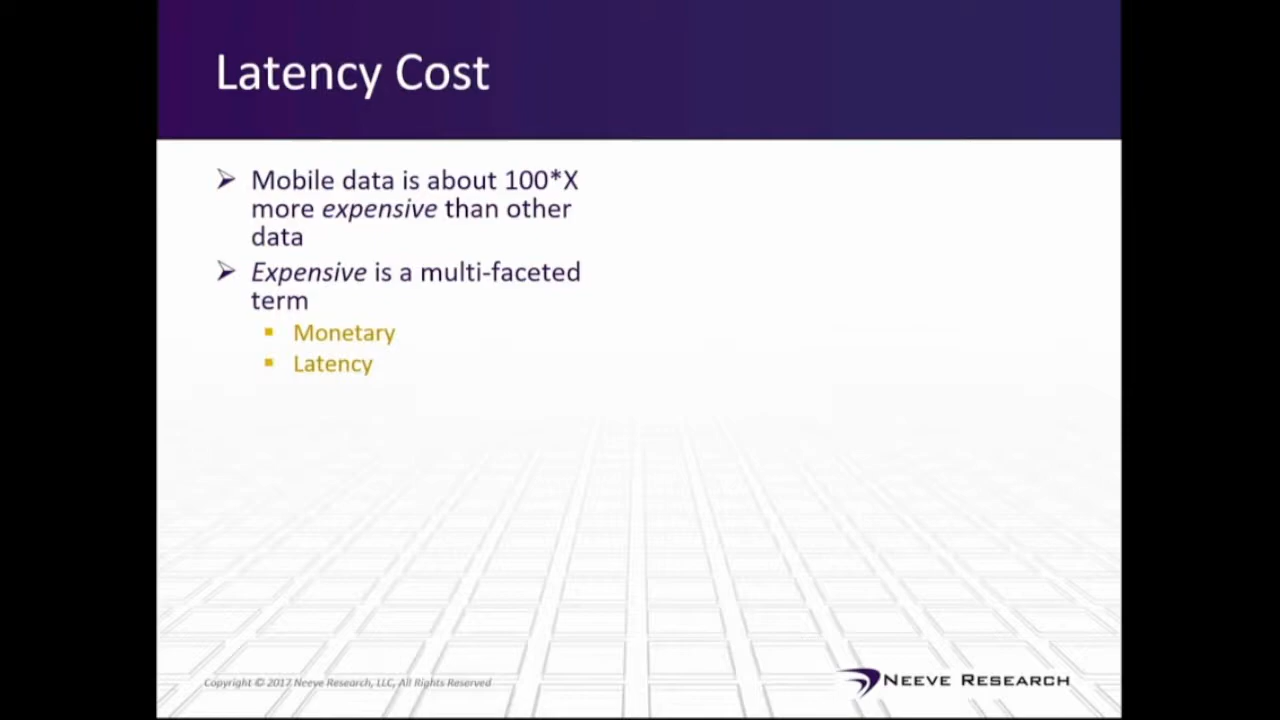 Latency Cost
➢ Mobile data is about 100*X
more expensive than other
data
➢ Expensive is a multi-faceted
term
▪ Monetary
▪ Latency
Copyright © 2017 Neeve Research, LLC, All Rights Reserved
NEEVE RESEARCH